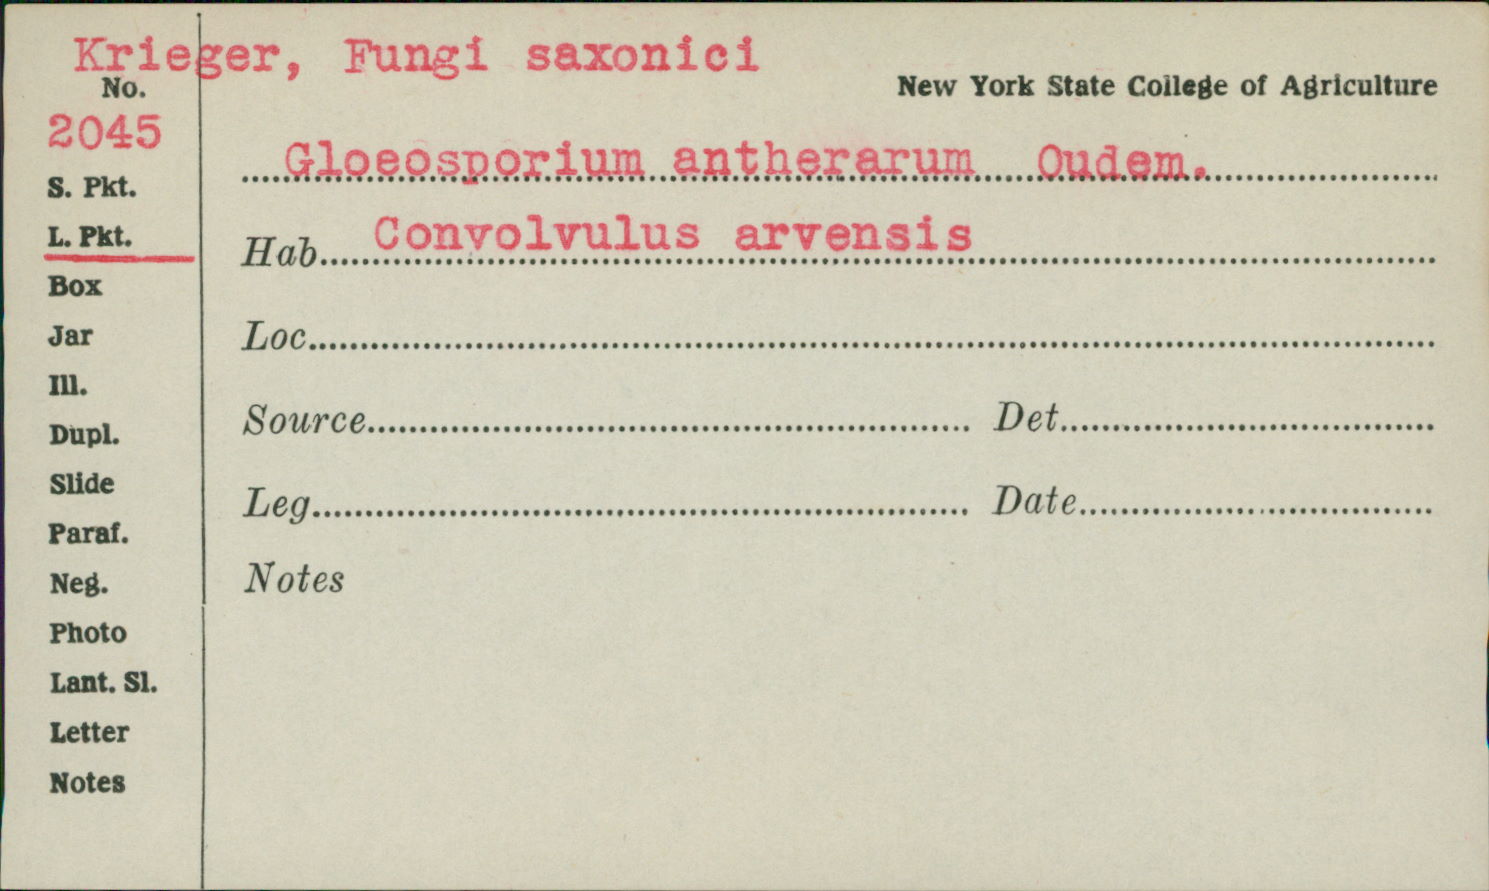 Krieger, Fungi saxonici
No.
New York State College of Agriculture
2045
Gloeosporium antherarum Oudem.
S. Pkt.
L. Pkt.
Hab. Convolvulus arvensis
Box
Jar
Loc.
Ill.
Dupl.
Source Det.
Slide
Leg. Date
Paraf.
Neg.
Notes
Photo
Lant. Sl.
Letter
Notes